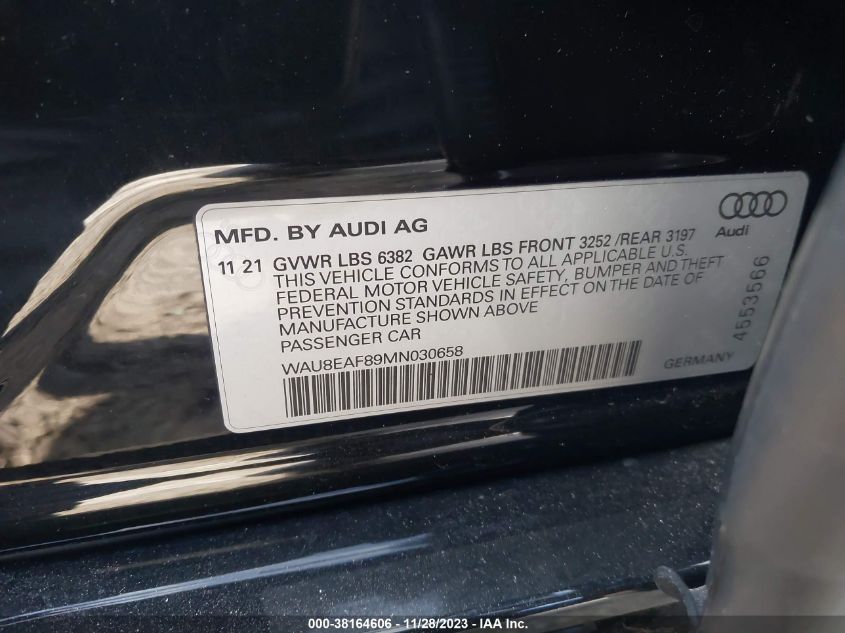 MFD. BY AUDI AG
Audi
11 21 GVWR LBS 6382 GAWR LBS FRONT 3252 /REAR 3197
THIS VEHICLE CONFORMS TO ALL APPLICABLE U.S.
FEDERAL MOTOR VEHICLE SAFETY, BUMPER AND THEFT
PREVENTION STANDARDS IN EFFECT ON THE DATE OF
MANUFACTURE SHOWN ABOVE
PASSENGER CAR
WAU8EAF89MN030658
GERMANY
4553566
000-38164606 - 11/28/2023 - IAA Inc.